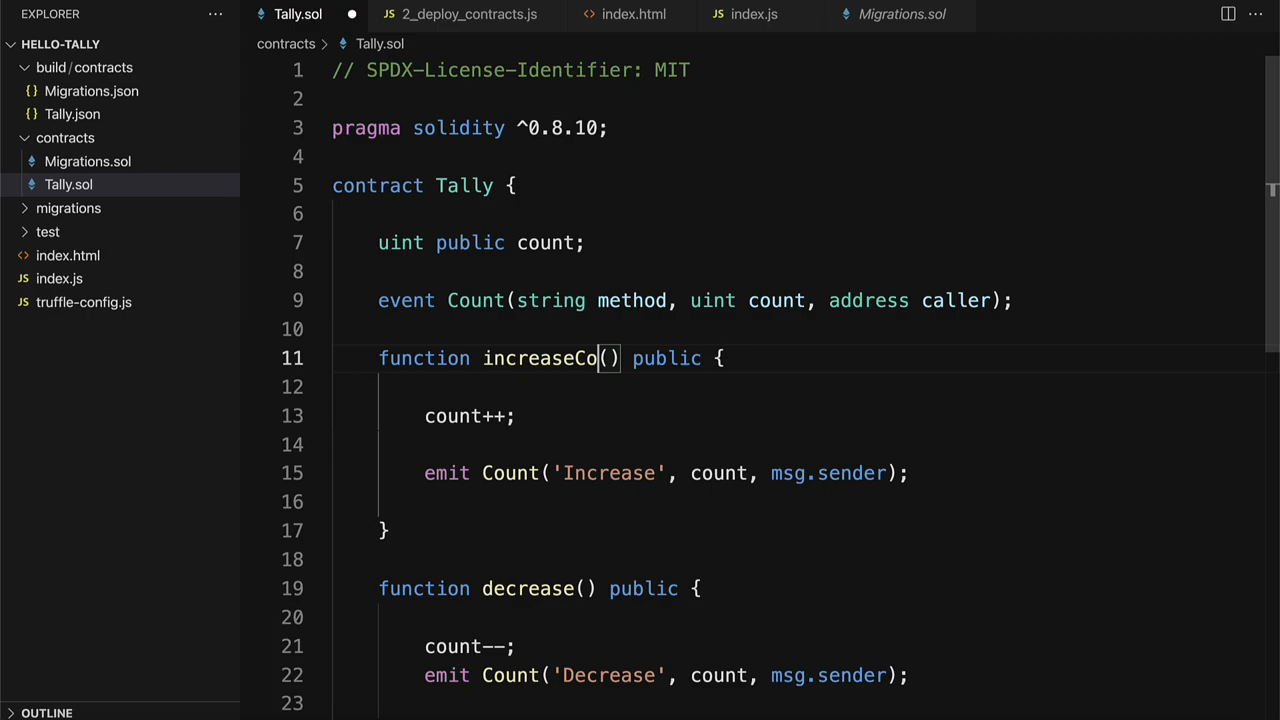 EXPLORER
HELLO-TALLY
build/contracts
Migrations.json
Tally.json
contracts
Migrations.sol
Tally.sol
migrations
test
index.html
index.js
truffle-config.js
OUTLINE
Tally.sol
2_deploy_contracts.js
index.html
index.js
Migrations.sol
contracts > Tally.sol
1 // SPDX-License-Identifier: MIT
2
3 pragma solidity ^0.8.10;
4
5 contract Tally {
6
7 uint public count;
8
9 event Count(string method, uint count, address caller);
10
11 function increaseCo() public {
12
13 count++;
14
15 emit Count('Increase', count, msg.sender);
16
17 }
18
19 function decrease() public {
20
21 count--;
22 emit Count('Decrease', count, msg.sender);
23